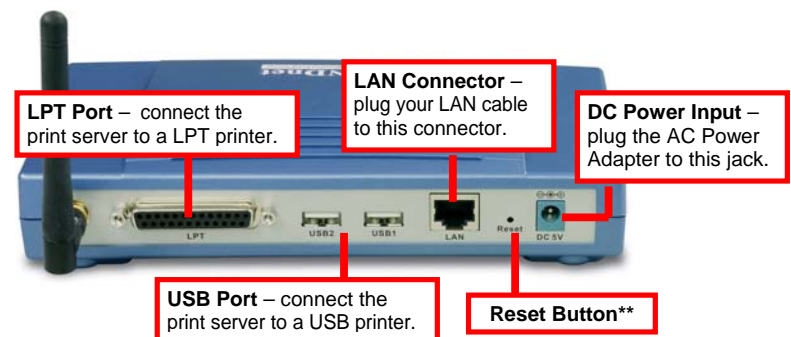 NDnet
LAN Connector –
plug your LAN cable
to this connector.
LPT Port – connect the
print server to a LPT printer.
DC Power Input –
plug the AC Power
Adapter to this jack.
LPT
USB2
USB1
LAN
Reset
DC 5V
USB Port – connect the
print server to a USB printer.
Reset Button**